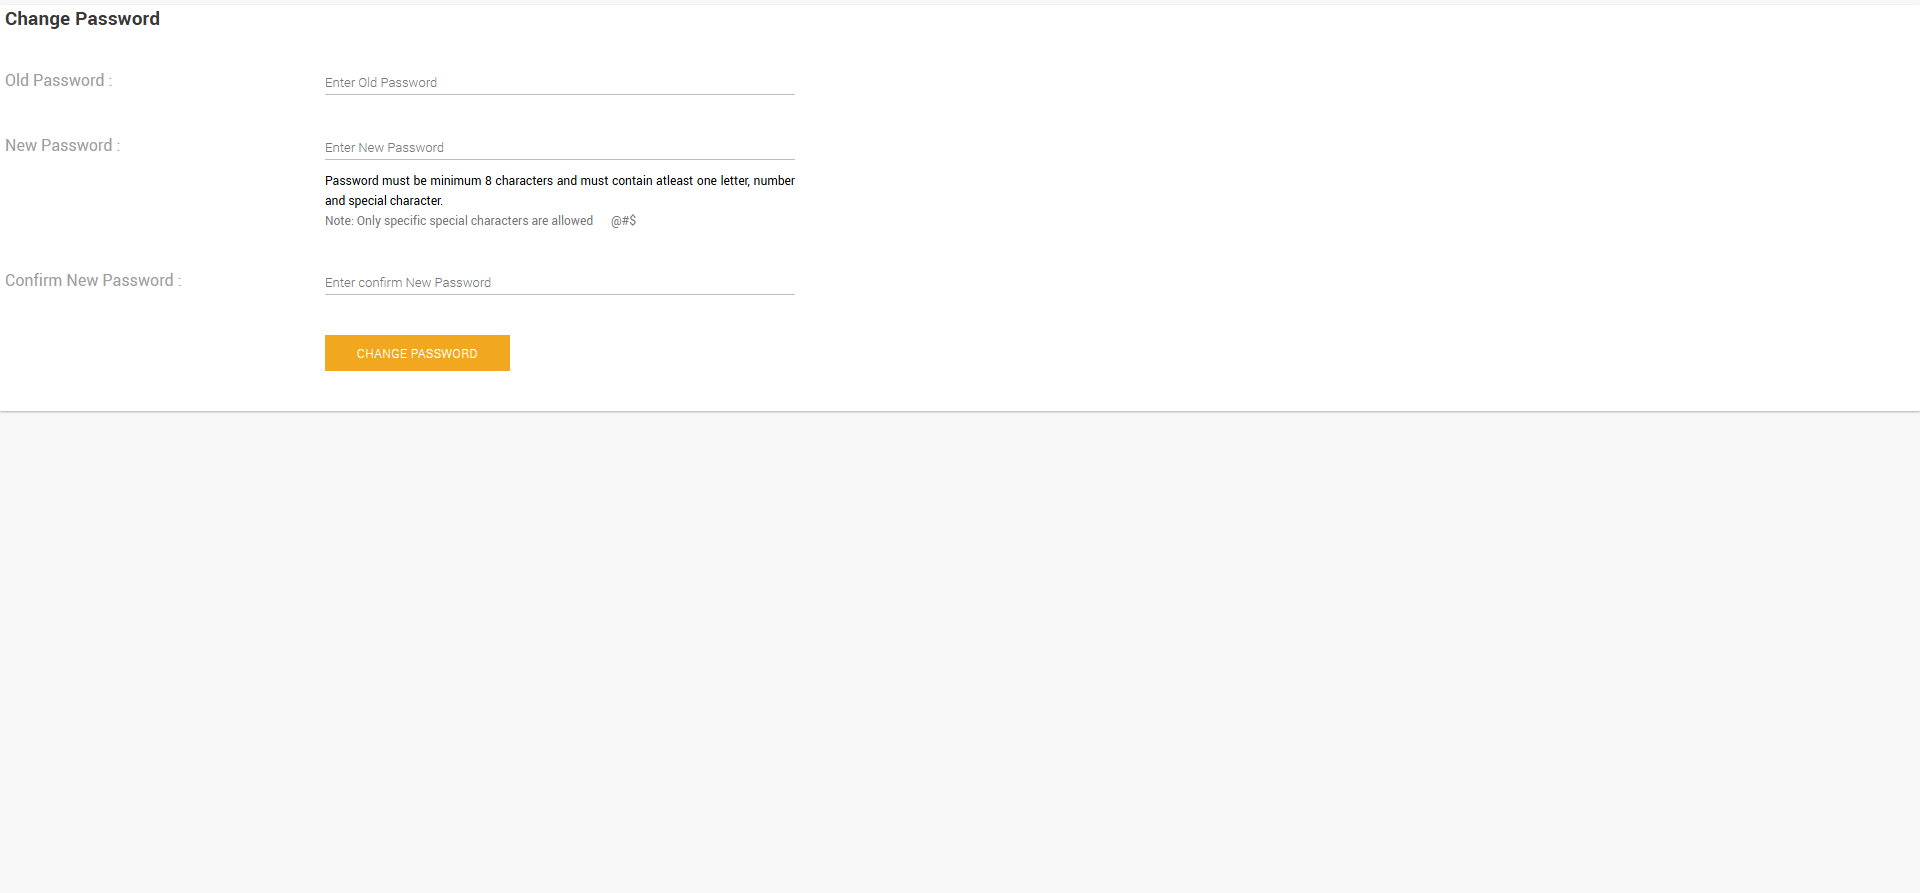 Change Password
Old Password :
Enter Old Password
New Password :
Enter New Password
Password must be minimum 8 characters and must contain atleast one letter, number
and special character.
Note: Only specific special characters are allowed @#$
Confirm New Password :
Enter confirm New Password
CHANGE PASSWORD